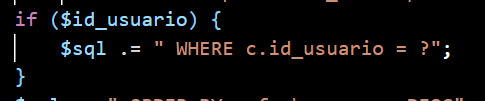 if ($id_usuario) {
$sql .= " WHERE c.id_usuario = ?";
}